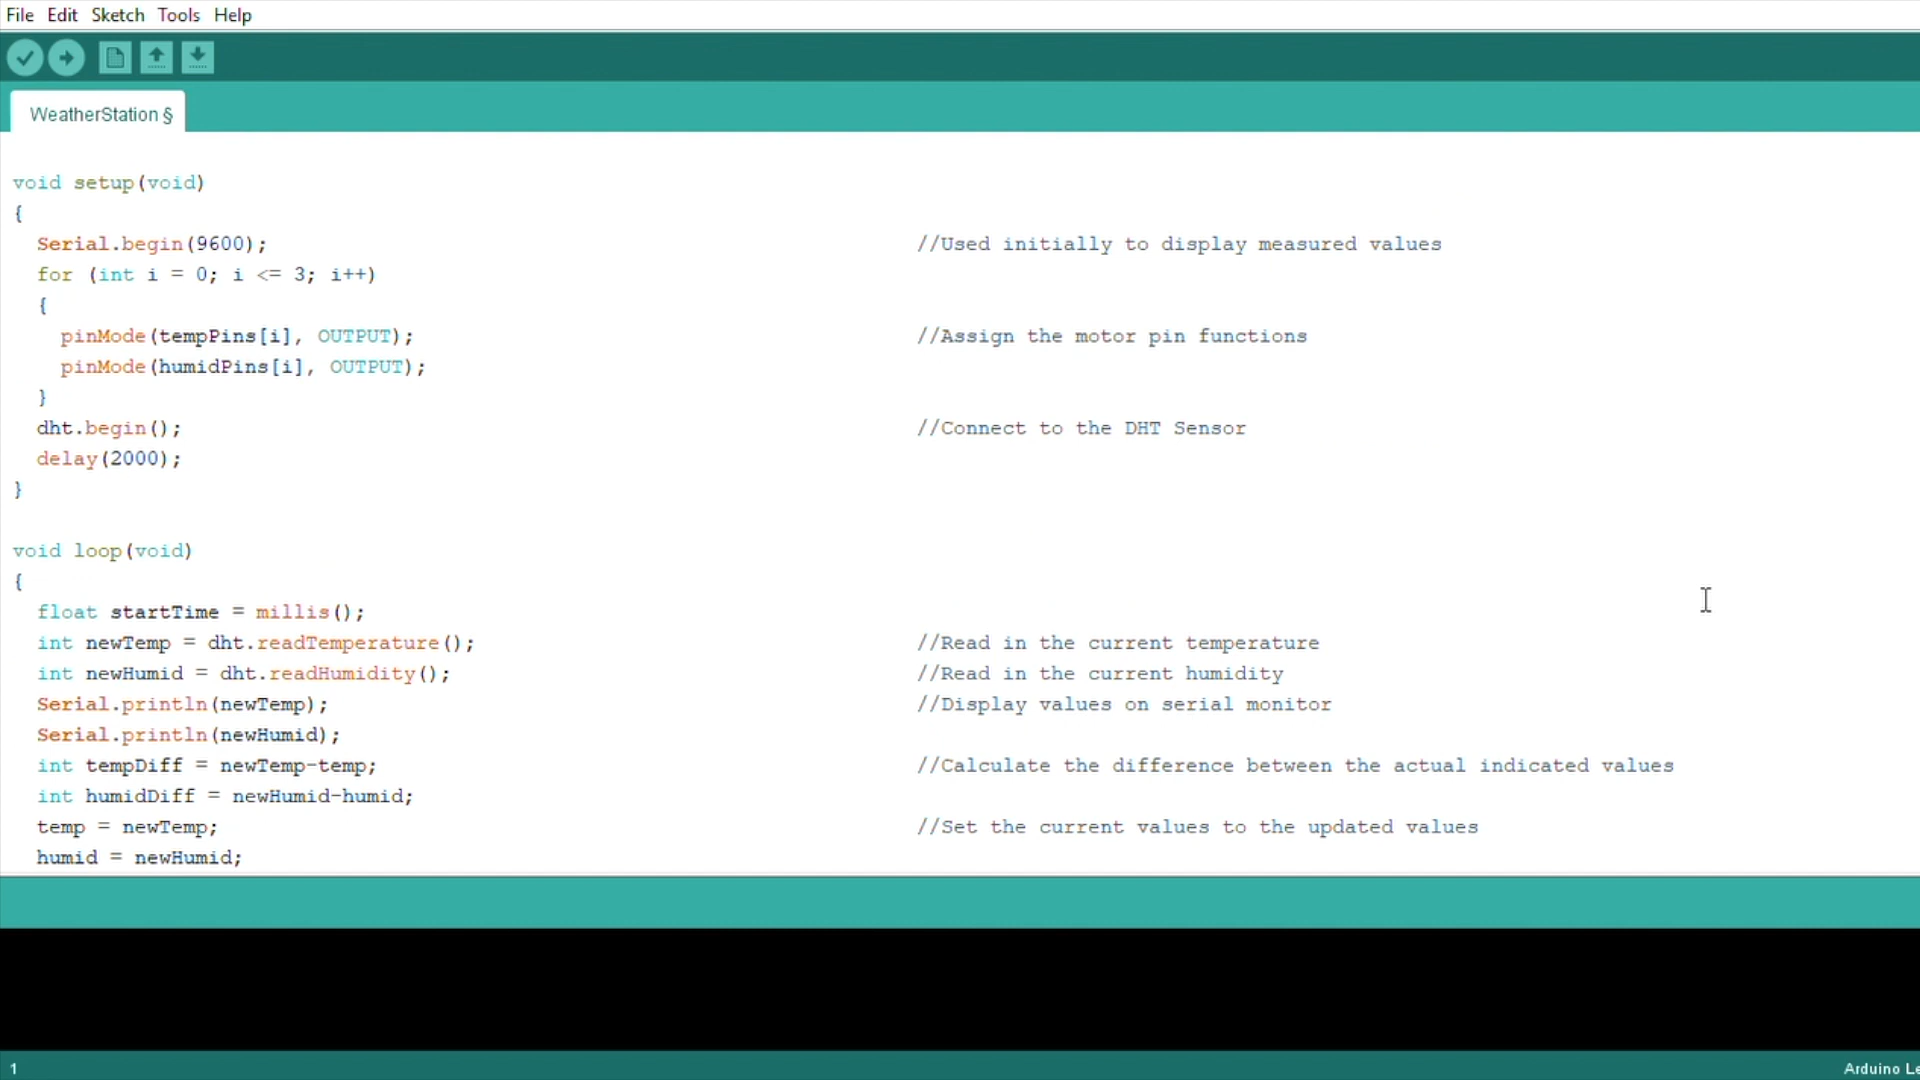 File Edit Sketch Tools Help
WeatherStation §
void setup(void)
{
Serial.begin(9600); //Used initially to display measured values
for (int i = 0; i <= 3; i++)
{
pinMode(tempPins[i], OUTPUT); //Assign the motor pin functions
pinMode(humidPins[i], OUTPUT);
}
dht.begin(); //Connect to the DHT Sensor
delay(2000);
}
void loop(void)
{
float startTime = millis();
int newTemp = dht.readTemperature(); //Read in the current temperature
int newHumid = dht.readHumidity(); //Read in the current humidity
Serial.println(newTemp); //Display values on serial monitor
Serial.println(newHumid);
int tempDiff = newTemp-temp; //Calculate the difference between the actual indicated values
int humidDiff = newHumid-humid;
temp = newTemp; //Set the current values to the updated values
humid = newHumid;
1 Arduino Le